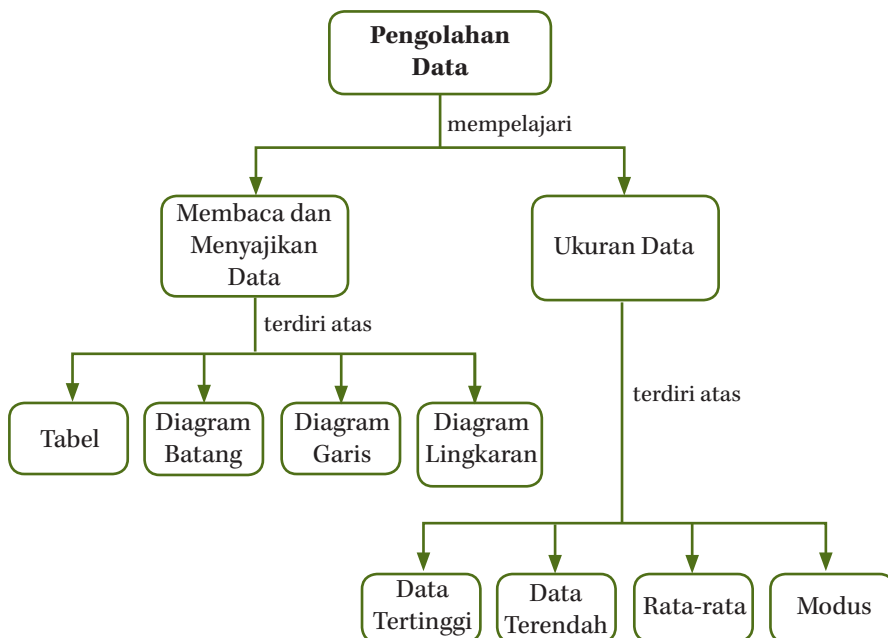 Pengolahan
Data
mempelajari
Membaca dan
Menyajikan
Data
Ukuran Data
terdiri atas
Tabel
Diagram
Batang
Diagram
Garis
Diagram
Lingkaran
terdiri atas
Data
Tertinggi
Data
Terendah
Rata-rata
Modus